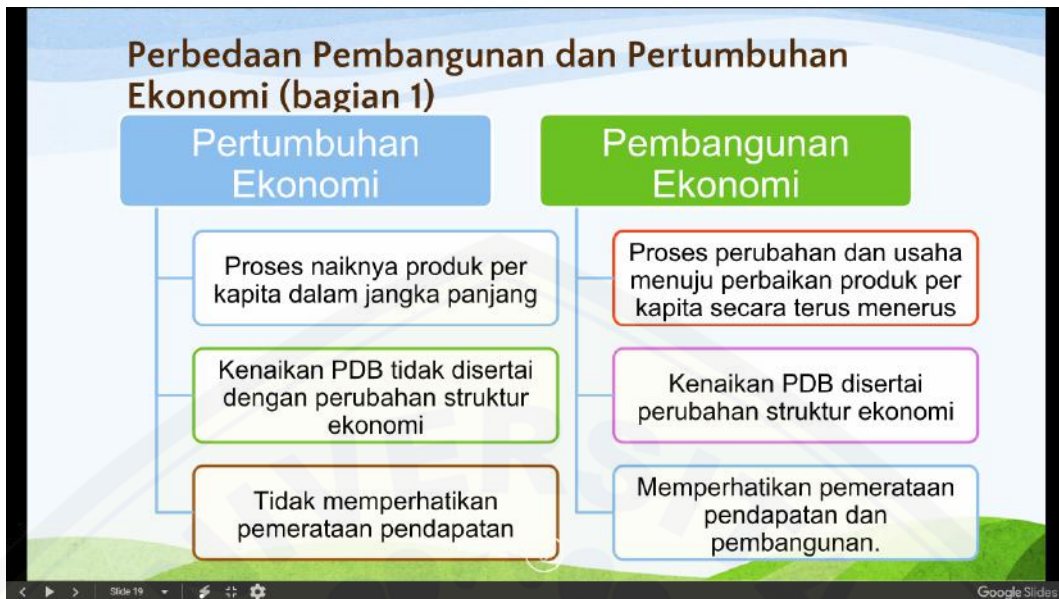 Perbedaan Pembangunan dan Pertumbuhan
Ekonomi (bagian 1)
Pertumbuhan
Ekonomi
Proses naiknya produk per
kapita dalam jangka panjang
Kenaikan PDB tidak disertai
dengan perubahan struktur
ekonomi
Tidak memperhatikan
pemerataan pendapatan
Pembangunan
Ekonomi
Proses perubahan dan usaha
menuju perbaikan produk per
kapita secara terus menerus
Kenaikan PDB disertai
perubahan struktur ekonomi
Memperhatikan pemerataan
pendapatan dan
pembangunan.
Slide 19
Google Slides